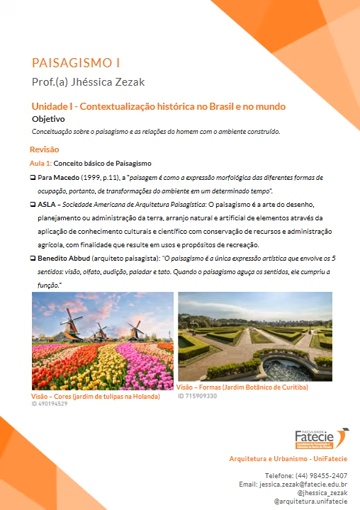 PAISAGISMO I
Prof.(a) Jhéssica Zezak
Unidade I - Contextualização histórica no Brasil e no mundo
Objetivo
Conceituação sobre o paisagismo e as relações do homem com o ambiente construído.
Revisão
Aula 1: Conceito básico de Paisagismo
❑ Para Macedo (1999, p.11), a "paisagem é como a expressão morfológica das diferentes formas de
ocupação, portanto, de transformações do ambiente em um determinado tempo".
❑ ASLA – Sociedade Americana de Arquitetura Paisagística: O paisagismo é a arte do desenho,
planejamento ou administração da terra, arranjo natural e artificial de elementos através da
aplicação de conhecimento culturais e científico com conservação de recursos e administração
agrícola, com finalidade que resulte em usos e propósitos de recreação.
❑ Benedito Abbud (arquiteto paisagista): "O paisagismo é a única expressão artística que envolve os 5
sentidos: visão, olfato, audição, paladar e tato. Quando o paisagismo aguça os sentidos, ele cumpriu a
função."
Visão – Cores (jardim de tulipas na Holanda)
ID 690194529
Visão – Formas (Jardim Botânico de Curitiba)
ID 715909330
Fatecie
Arquitetura e Urbanismo - UniFatecie
Telefone: (44) 98455-2407
Email: jessica.zezak@fatecie.edu.br
@jhessica_zezak
@arquitetura.unifatecie